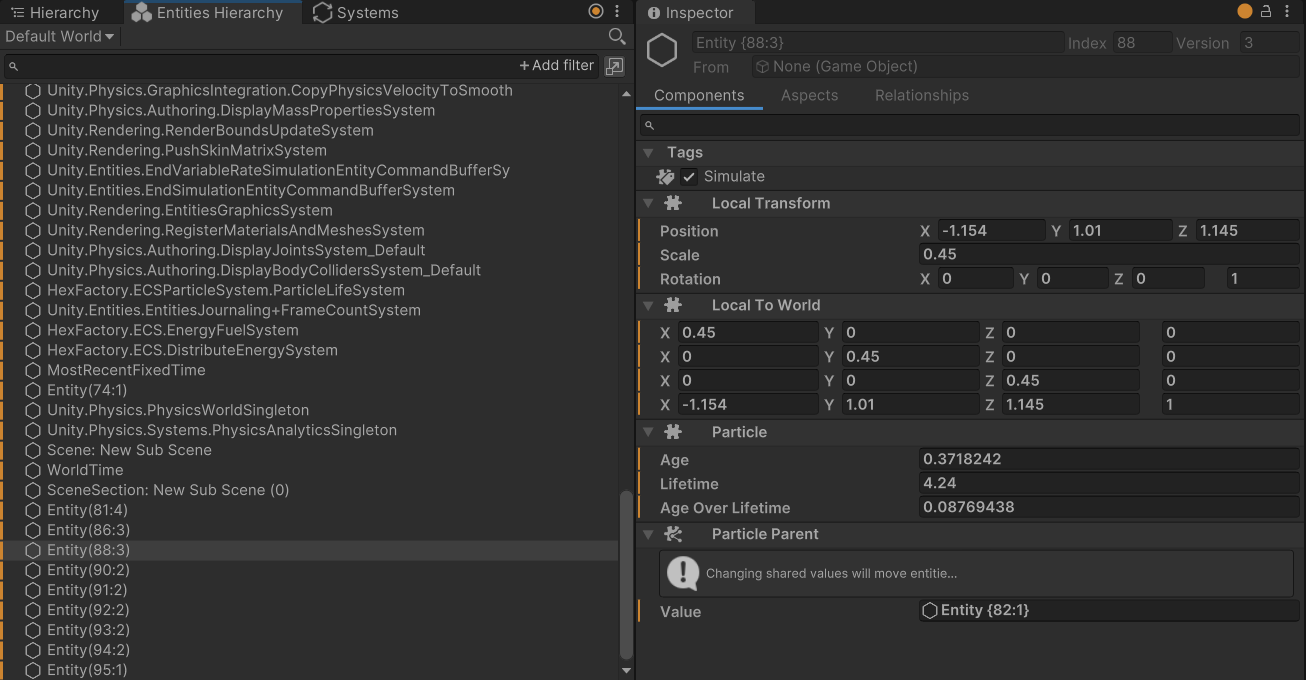 Hierarchy
Entities Hierarchy
Systems
Default World
+ Add filter
Unity.Physics.GraphicsIntegration.CopyPhysicsVelocityToSmooth
Unity.Physics.Authoring.DisplayMassPropertiesSystem
Unity.Rendering.RenderBoundsUpdateSystem
Unity.Rendering.PushSkinMatrixSystem
Unity.Entities.EndVariableRateSimulationEntityCommandBufferSy
Unity.Entities.EndSimulationEntityCommandBufferSystem
Unity.Rendering.EntitiesGraphicsSystem
Unity.Rendering.RegisterMaterialsAndMeshesSystem
Unity.Physics.Authoring.DisplayJointsSystem_Default
Unity.Physics.Authoring.DisplayBodyCollidersSystem_Default
HexFactory.ECSParticleSystem.ParticleLifeSystem
Unity.Entities.EntitiesJournaling+FrameCountSystem
HexFactory.ECS.EnergyFuelSystem
HexFactory.ECS.DistributeEnergySystem
MostRecentFixedTime
Entity(74:1)
Unity.Physics.PhysicsWorldSingleton
Unity.Physics.Systems.PhysicsAnalyticsSingleton
Scene: New Sub Scene
WorldTime
SceneSection: New Sub Scene (0)
Entity(81:4)
Entity(86:3)
Entity(88:3)
Entity(90:2)
Entity(91:2)
Entity(92:2)
Entity(93:2)
Entity(94:2)
Entity(95:1)
Inspector
Entity {88:3} Index 88 Version 3
From None (Game Object)
Components Aspects Relationships
Tags
Simulate
Local Transform
Position X -1.154 Y 1.01 Z 1.145
Scale 0.45
Rotation X 0 Y 0 Z 0 1
Local To World
X 0.45 Y 0 Z 0 0
X 0 Y 0.45 Z 0 0
X 0 Y 0 Z 0.45 0
X -1.154 Y 1.01 Z 1.145 1
Particle
Age 0.3718242
Lifetime 4.24
Age Over Lifetime 0.08769438
Particle Parent
Changing shared values will move entitie...
Value Entity {82:1}